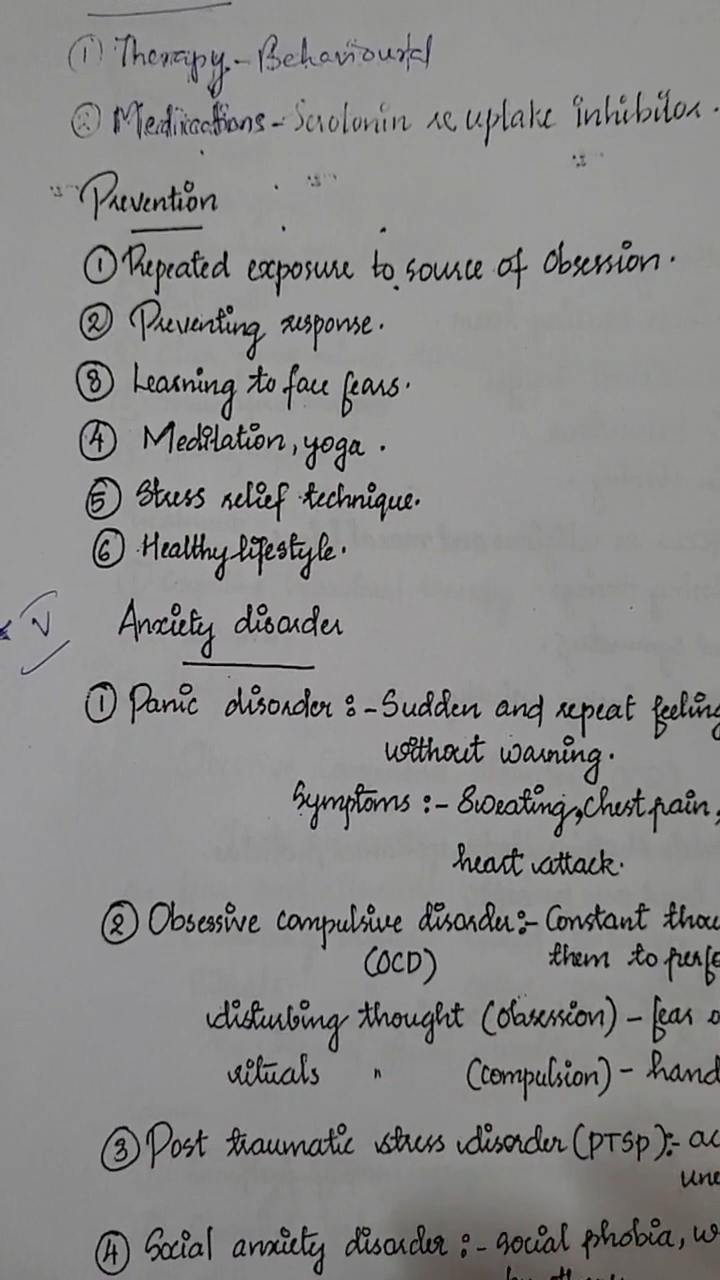 ① Therapy - Behavioural
② Medications - Serotonin re uptake inhibitor.
Prevention
① Repeated exposure to source of Obsession.
② Preventing response.
③ Learning to face fears.
④ Meditation, yoga.
⑤ Stress relief technique.
⑥ Healthy lifestyle.
Anxiety disorder
① Panic disorder :- Sudden and repeat feeling
without warning.
Symptoms :- Sweating, chest pain,
heart attack.
② Obsessive compulsive disorder :- Constant thou
(OCD) them to perfo
disturbing thought (Obsession) - fear o
rituals " (compulsion) - hand
③ Post traumatic stress disorder (PTSP) :- ac
une
④ Social anxiety disorder :- social phobia, w